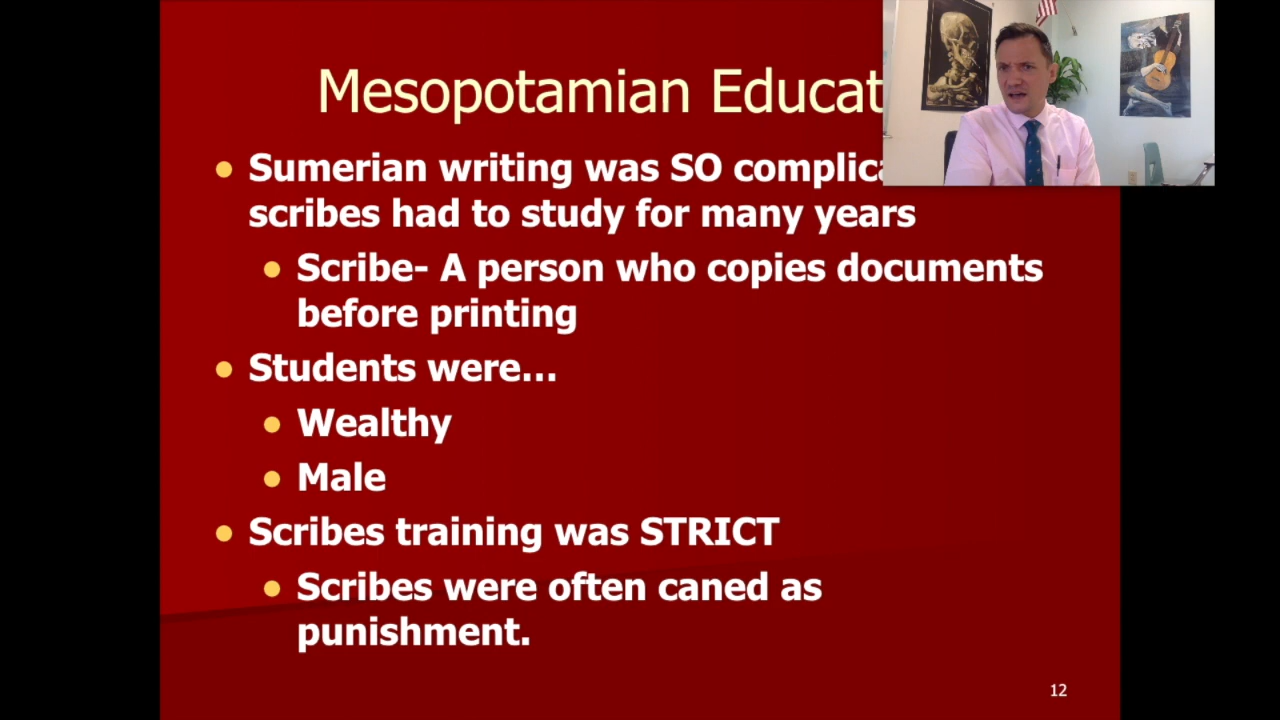 Mesopotamian Educat
● Sumerian writing was SO complica
scribes had to study for many years
● Scribe- A person who copies documents
before printing
● Students were…
● Wealthy
● Male
● Scribes training was STRICT
● Scribes were often caned as
punishment.
12